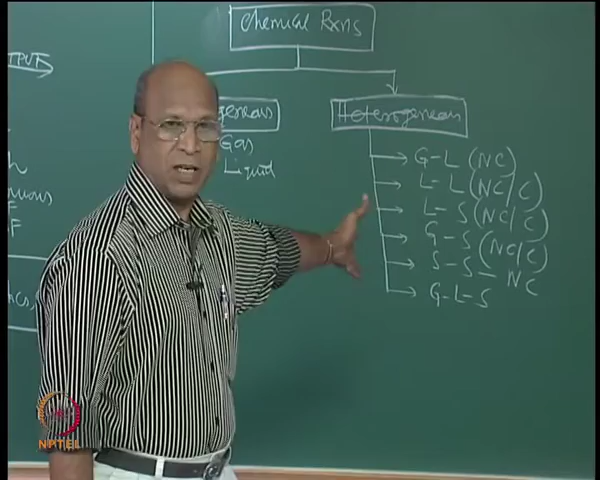 Chemical Rxns
Heterogeneous
Gas
Liquid
G-L (NC)
L-L (NC/C)
L-S (NC/C)
G-S (NC/C)
S-S - NC
G-L-S
NPTEL